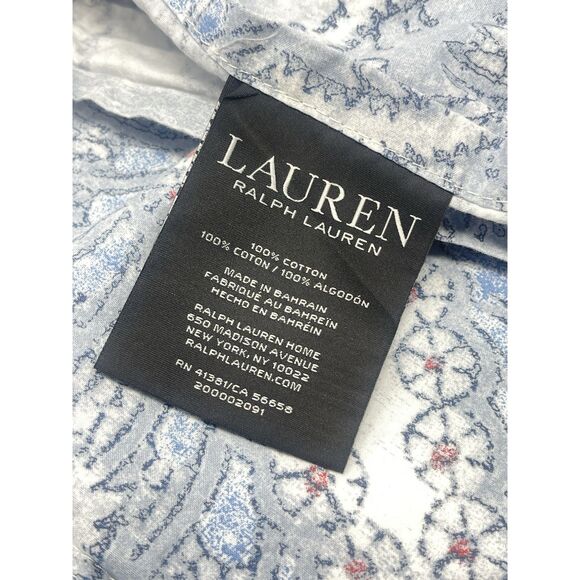 LAUREN
RALPH LAUREN
100% COTTON
100% COTON / 100% ALGODÓN
MADE IN BAHRAIN
FABRIQUÉ AU BAHREÏN
HECHO EN BAHRÉIN
RALPH LAUREN HOME
650 MADISON AVENUE
NEW YORK, NY 10022
RALPHLAUREN.COM
RN 41381/CA 56658
200002091